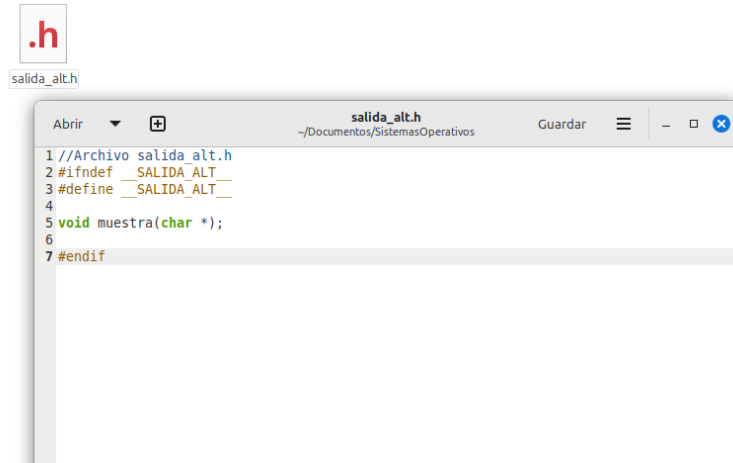 .h
salida_alt.h
Abrir
salida_alt.h
~/Documentos/SistemasOperativos
Guardar
1 //Archivo salida_alt.h
2 #ifndef __SALIDA_ALT__
3 #define __SALIDA_ALT__
4
5 void muestra(char *);
6
7 #endif